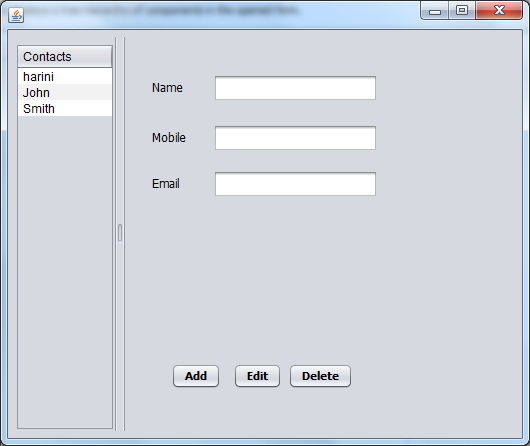 Contacts
harini
John
Smith
Name
Mobile
Email
Add Edit Delete